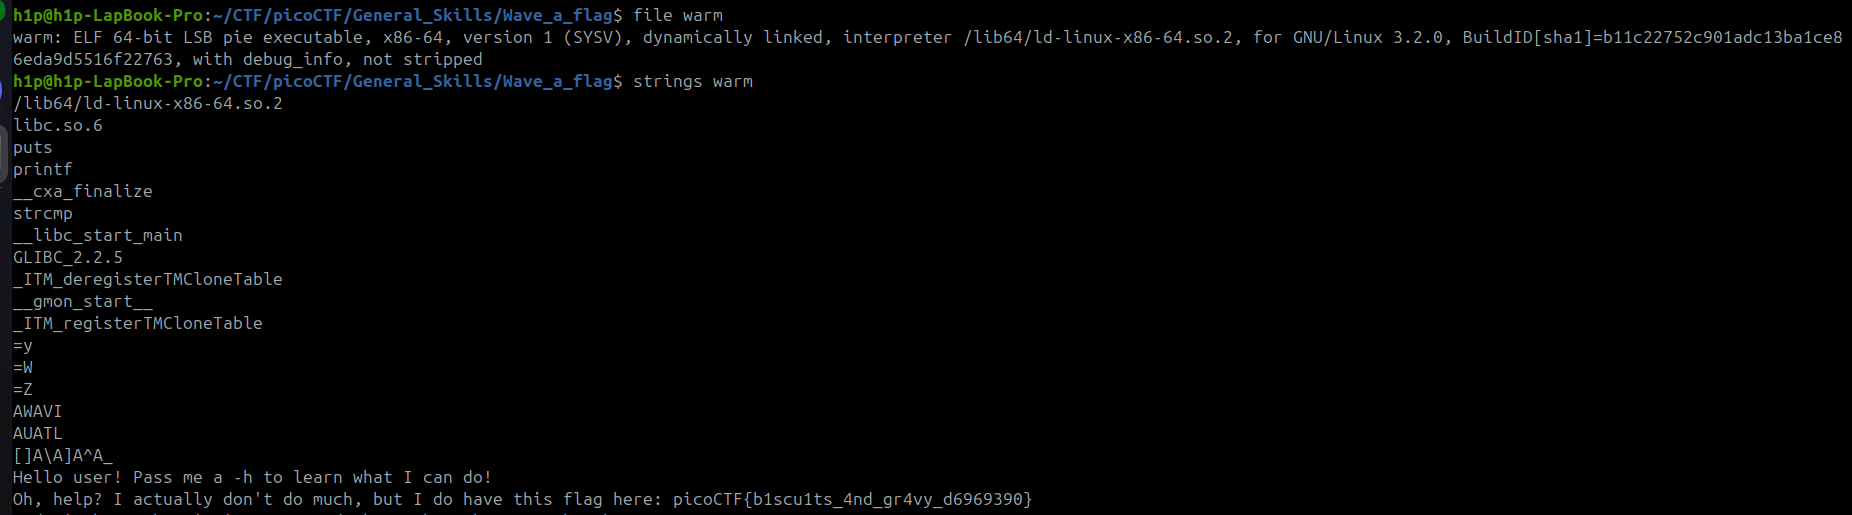 h1p@h1p-LapBook-Pro:~/CTF/picoCTF/General_Skills/Wave_a_flag$ file warm
warm: ELF 64-bit LSB pie executable, x86-64, version 1 (SYSV), dynamically linked, interpreter /lib64/ld-linux-x86-64.so.2, for GNU/Linux 3.2.0, BuildID[sha1]=b11c22752c901adc13ba1ce8
6eda9d5516f22763, with debug_info, not stripped
h1p@h1p-LapBook-Pro:~/CTF/picoCTF/General_Skills/Wave_a_flag$ strings warm
/lib64/ld-linux-x86-64.so.2
libc.so.6
puts
printf
__cxa_finalize
strcmp
__libc_start_main
GLIBC_2.2.5
_ITM_deregisterTMCloneTable
__gmon_start__
_ITM_registerTMCloneTable
=y
=W
=Z
AWAVI
AUATL
[]A\A]A^A_
Hello user! Pass me a -h to learn what I can do!
Oh, help? I actually don't do much, but I do have this flag here: picoCTF{b1scu1ts_4nd_gr4vy_d6969390}